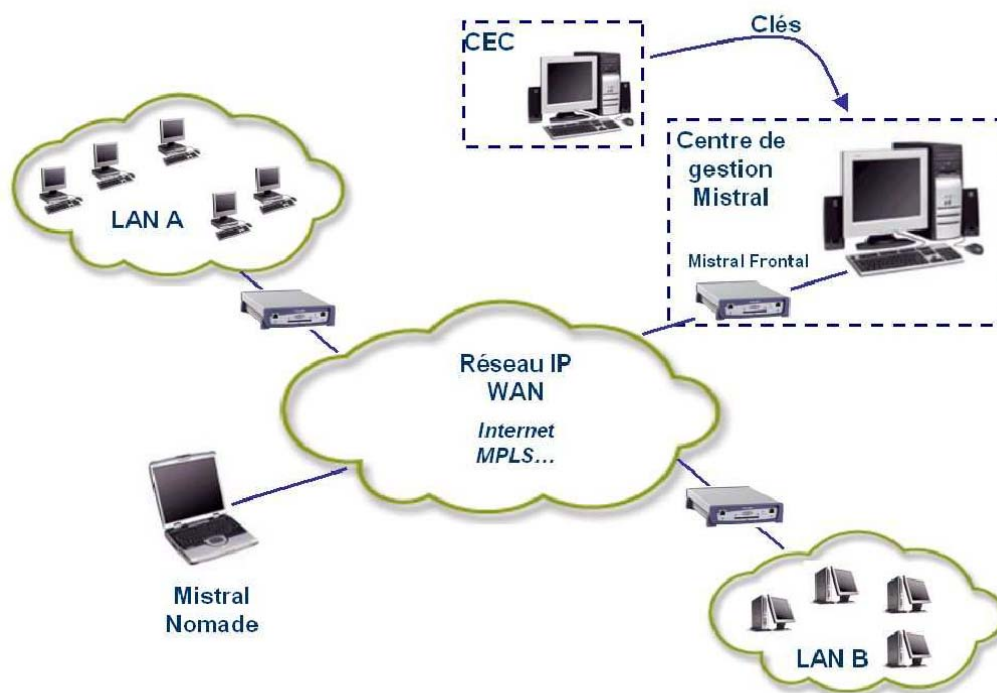 CEC
Clés
Centre de
gestion
Mistral
Mistral Frontal
LAN A
Réseau IP
WAN
Internet
MPLS...
Mistral
Nomade
LAN B